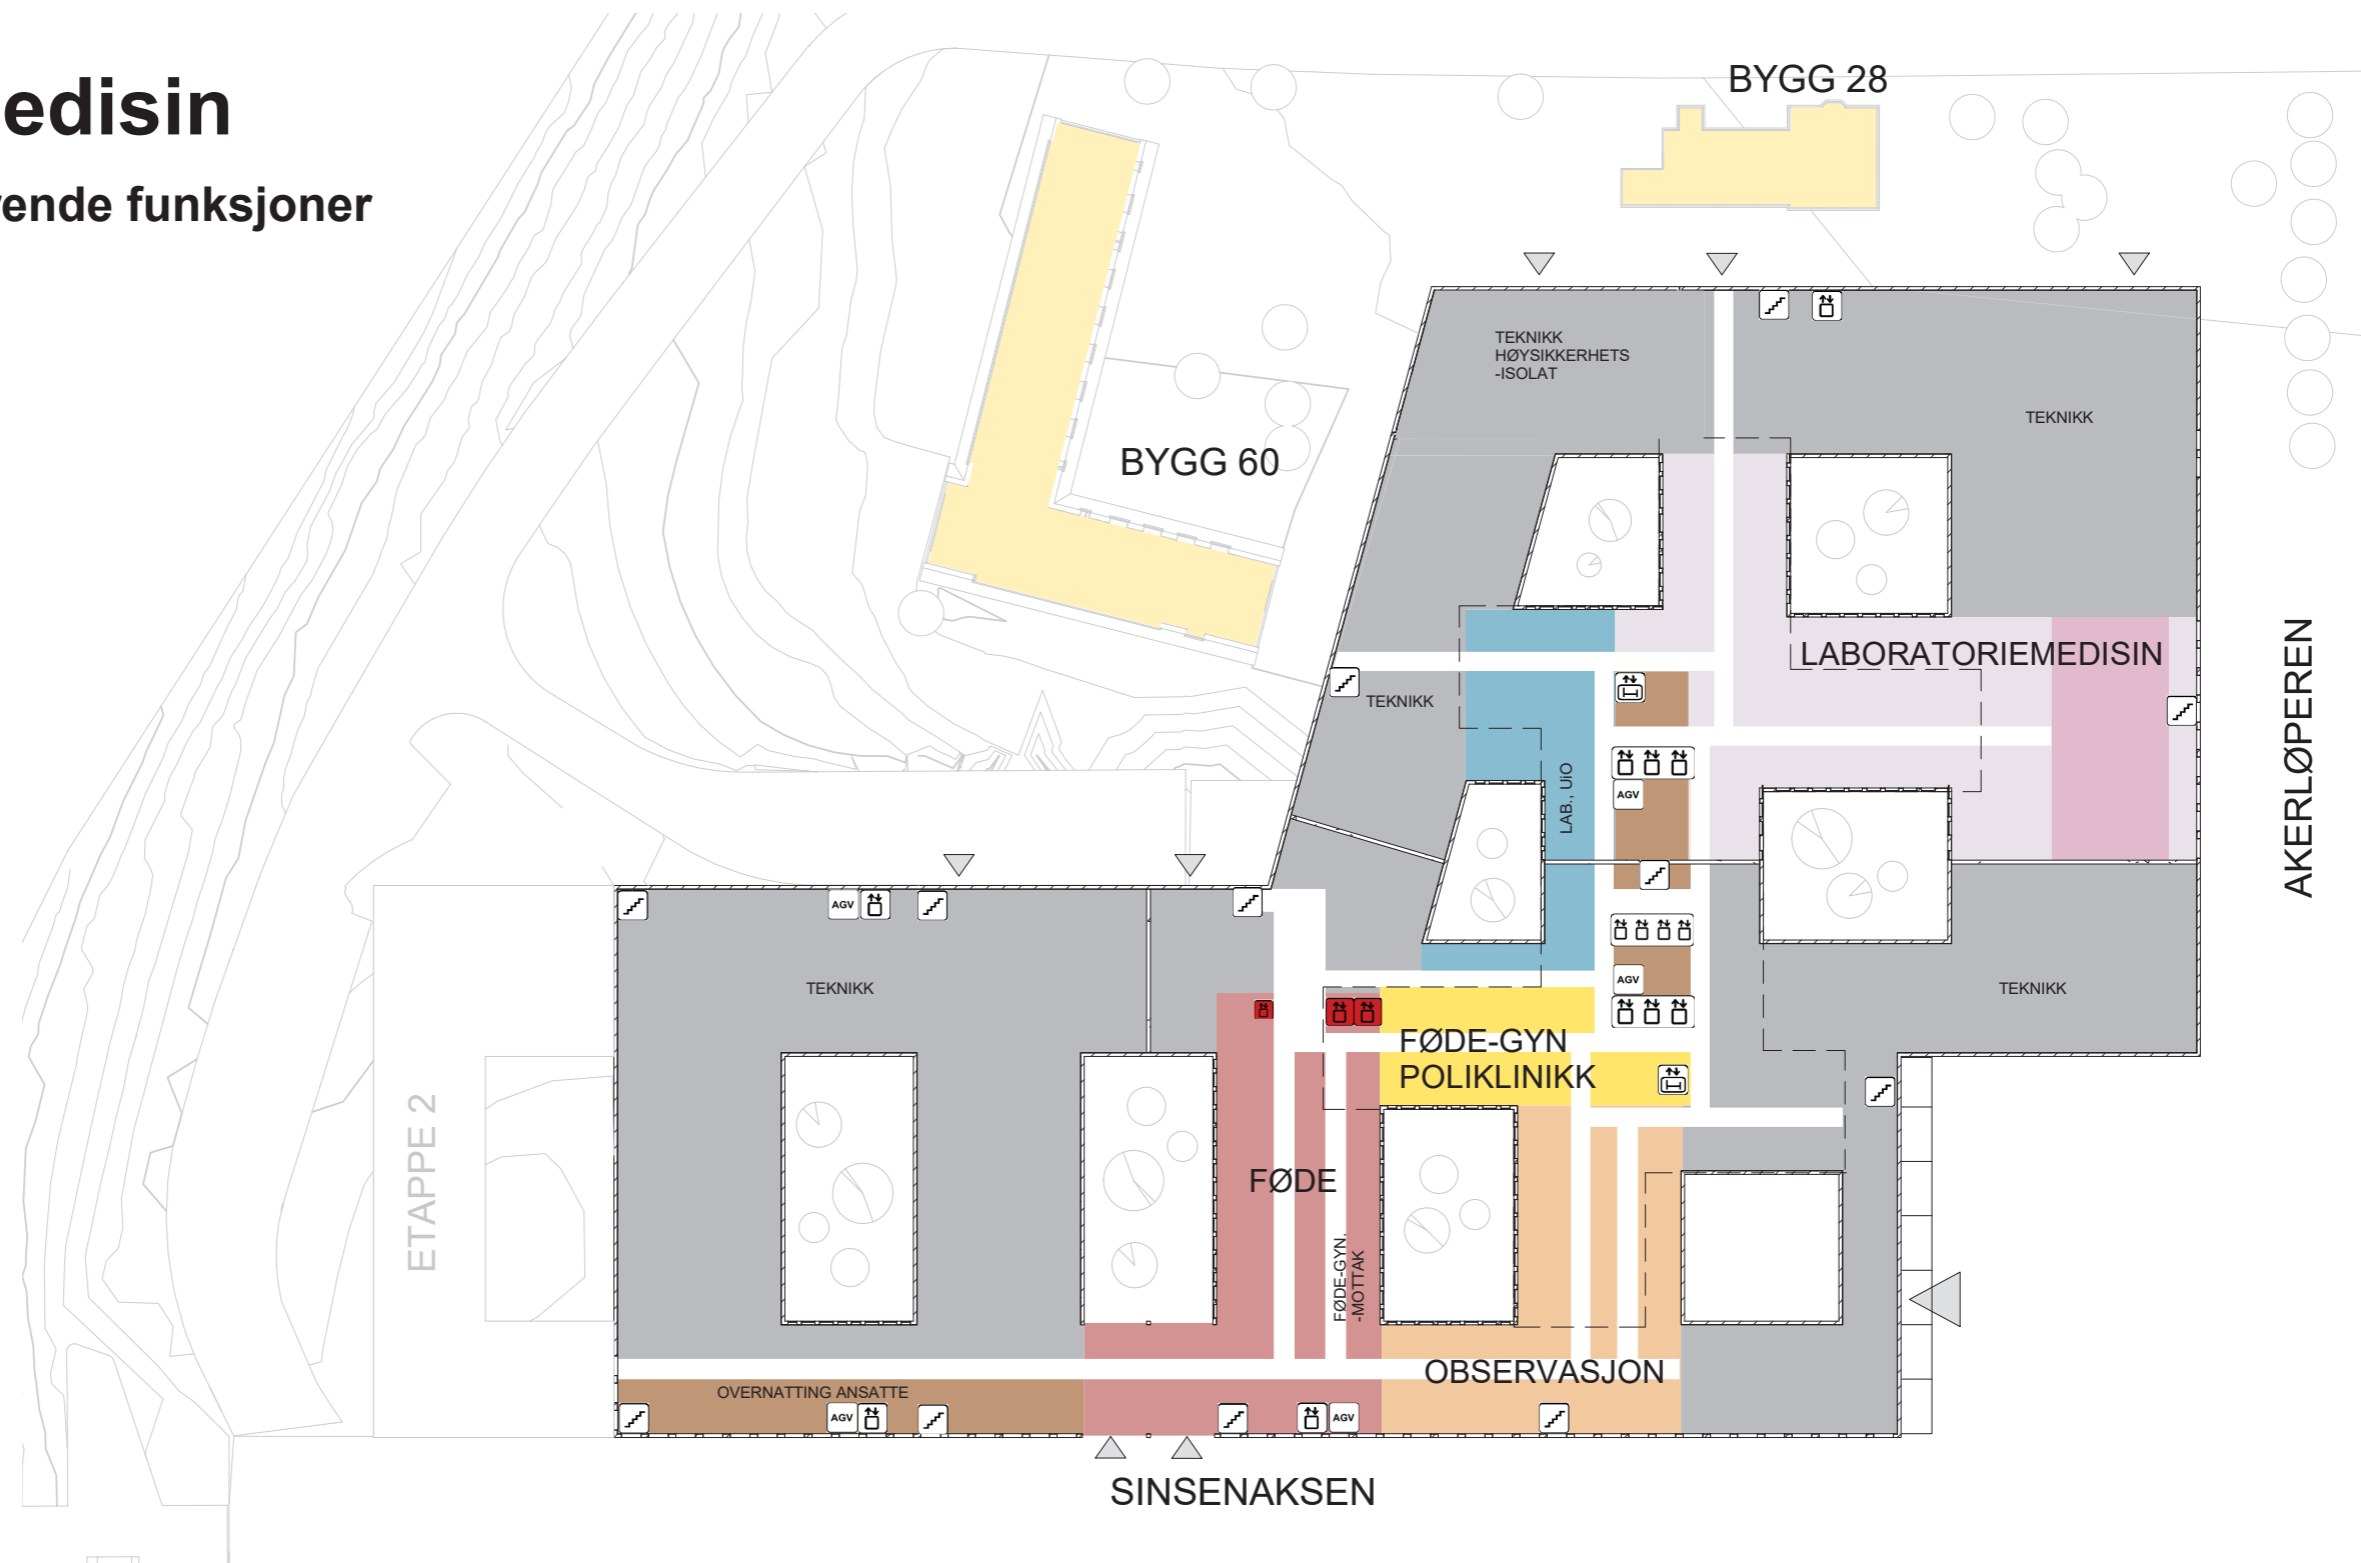 edisin
ende funksjoner
BYGG 28
TEKNIKK
HØYSIKKERHETS
-ISOLAT
TEKNIKK
BYGG 60
LABORATORIEMEDISIN
AKERLØPEREN
TEKNIKK
LAB., UiO
AGV
AGV
TEKNIKK
AGV
TEKNIKK
FØDE-GYN
POLIKLINIKK
ETAPPE 2
FØDE
FØDE-GYN.
-MOTTAK
OBSERVASJON
OVERNATTING ANSATTE
AGV
AGV
SINSENAKSEN